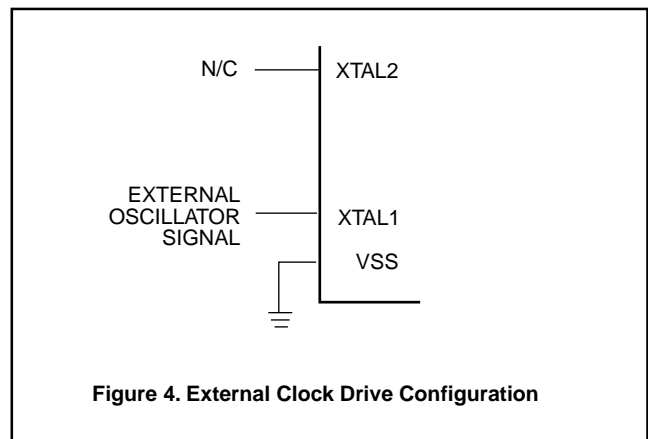 N/C XTAL2
EXTERNAL
OSCILLATOR
SIGNAL
XTAL1
VSS
Figure 4. External Clock Drive Configuration